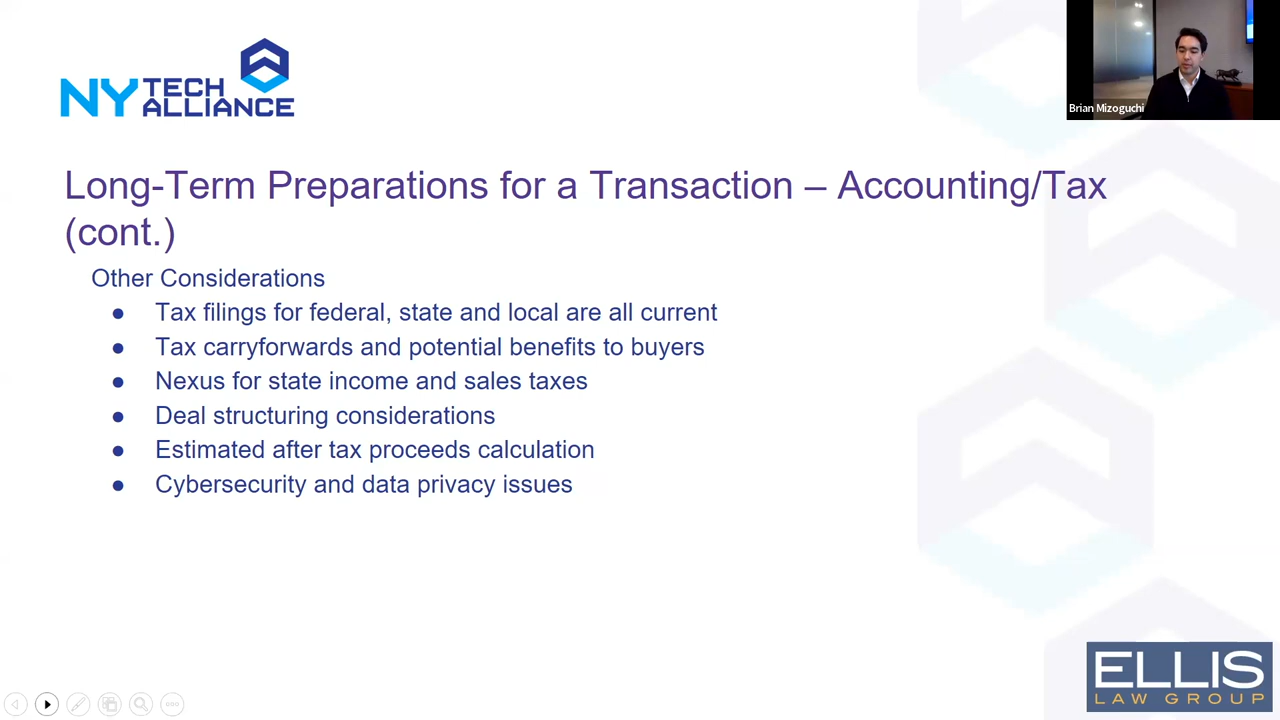 NY TECH
ALLIANCE
Brian Mizoguchi
Long-Term Preparations for a Transaction – Accounting/Tax
(cont.)
Other Considerations
● Tax filings for federal, state and local are all current
● Tax carryforwards and potential benefits to buyers
● Nexus for state income and sales taxes
● Deal structuring considerations
● Estimated after tax proceeds calculation
● Cybersecurity and data privacy issues
ELLIS
LAW GROUP